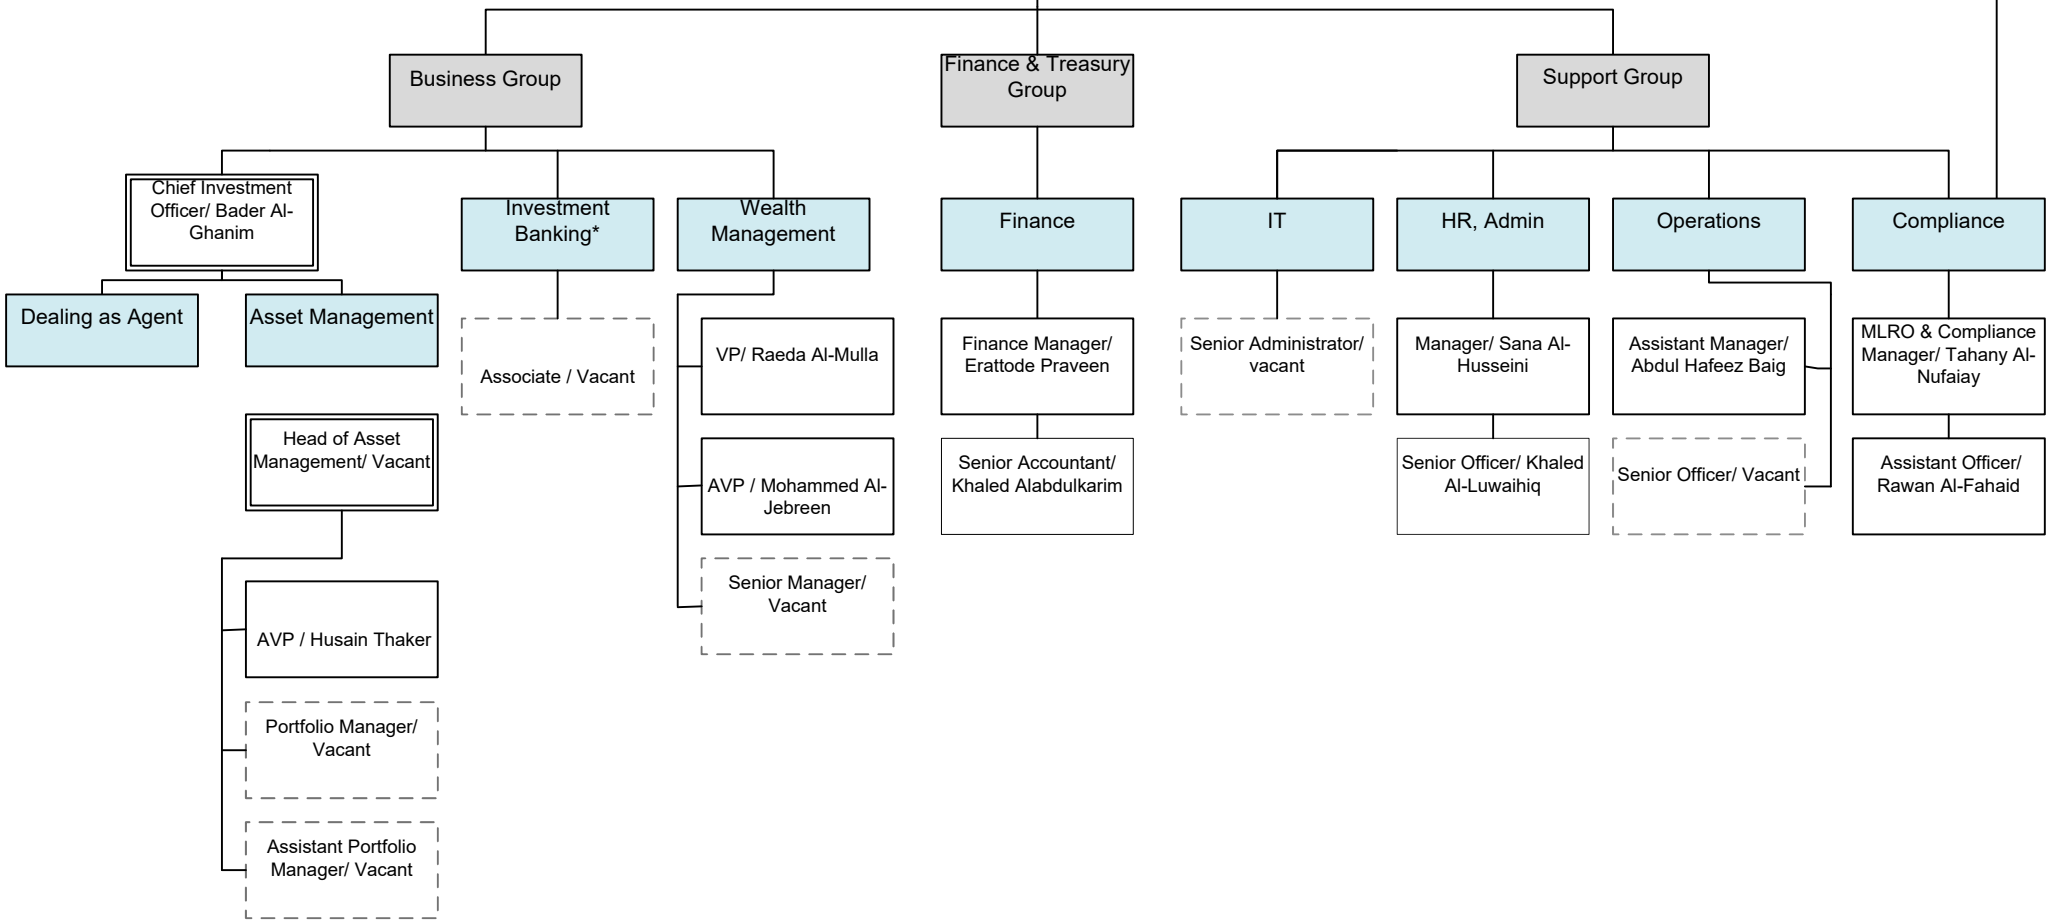 Business Group
Finance & Treasury
Group
Support Group
Chief Investment
Officer/ Bader Al-
Ghanim
Investment
Banking*
Wealth
Management
Finance
IT
HR, Admin
Operations
Compliance
Dealing as Agent
Asset Management
Associate / Vacant
VP/ Raeda Al-Mulla
Finance Manager/
Erattode Praveen
Senior Administrator/
vacant
Manager/ Sana Al-
Husseini
Assistant Manager/
Abdul Hafeez Baig
MLRO & Compliance
Manager/ Tahany Al-
Nufaiay
Head of Asset
Management/ Vacant
AVP / Mohammed Al-
Jebreen
Senior Accountant/
Khaled Alabdulkarim
Senior Officer/ Khaled
Al-Luwaihiq
Senior Officer/ Vacant
Assistant Officer/
Rawan Al-Fahaid
Senior Manager/
Vacant
AVP / Husain Thaker
Portfolio Manager/
Vacant
Assistant Portfolio
Manager/ Vacant